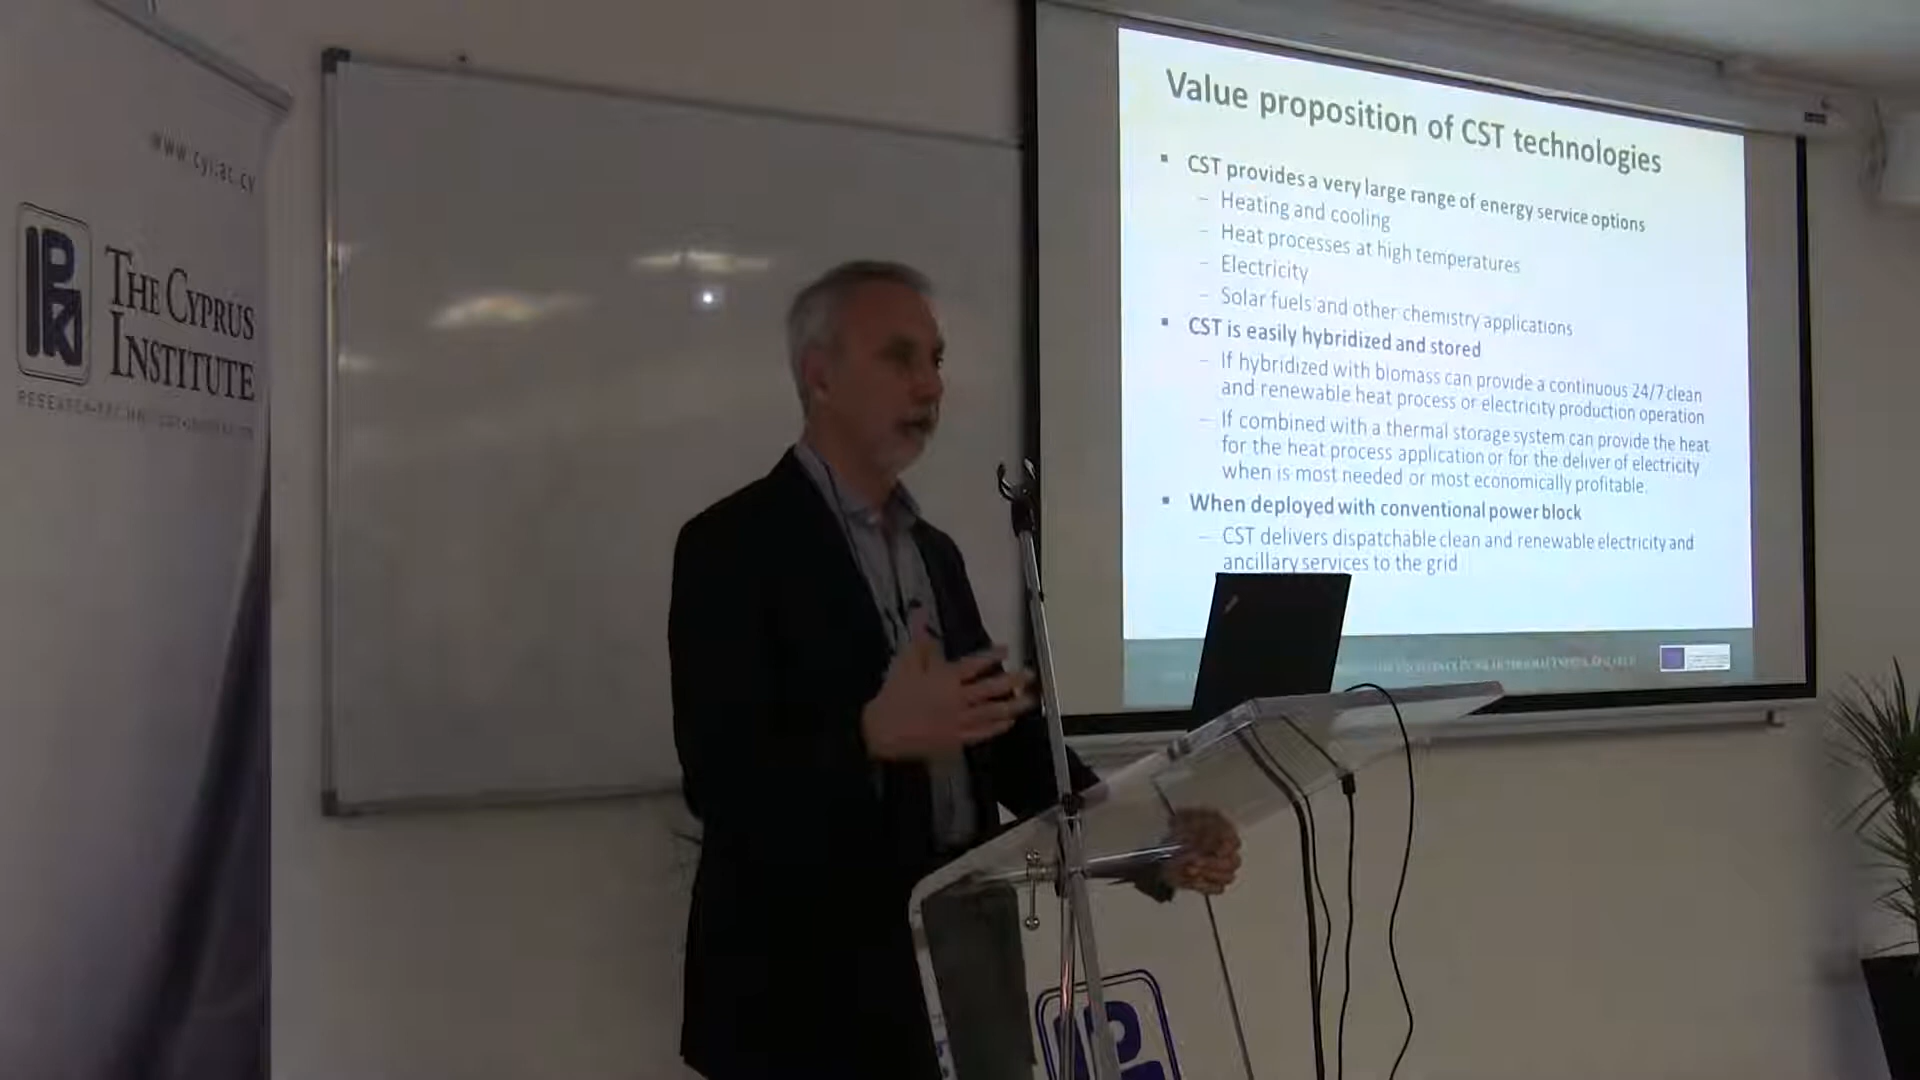 www.cyi.ac.cy
THE CYPRUS
INSTITUTE
Value proposition of CST technologies
▪ CST provides a very large range of energy service options
– Heating and cooling
– Heat processes at high temperatures
– Electricity
– Solar fuels and other chemistry applications
▪ CST is easily hybridized and stored
– If hybridized with biomass can provide a continuous 24/7 clean
and renewable heat process or electricity production operation
– If combined with a thermal storage system can provide the heat
for the heat process application or for the deliver of electricity
when is most needed or most economically profitable.
▪ When deployed with conventional power block
– CST delivers dispatchable clean and renewable electricity and
ancillary services to the grid